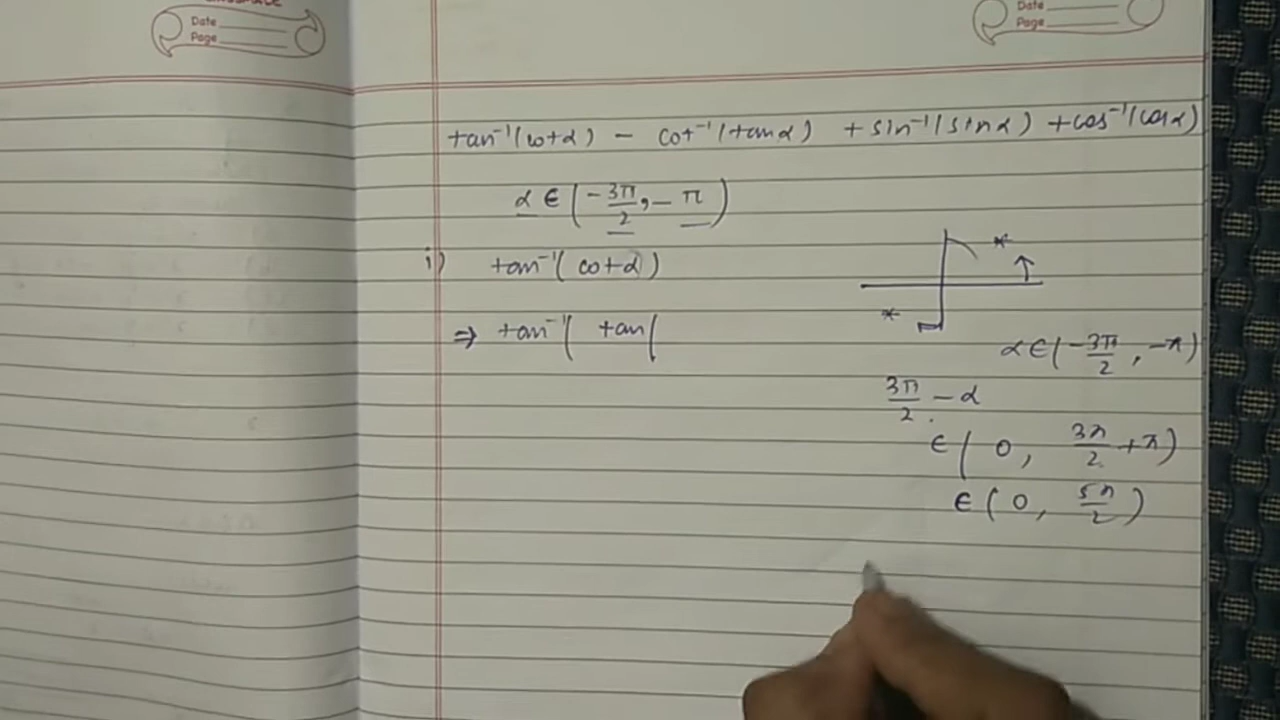 Date
Page
Date
Page
tan⁻¹(cotα) − cot⁻¹(tanα) + sin⁻¹(sinα) + cos⁻¹(cosα)
α ∈ (−3π/2, −π)
i) tan⁻¹(cotα)
⇒ tan⁻¹( tan(
α∈(−3π/2, −π)
3π/2 − α
∈( 0, 3π/2 + π)
∈( 0, 5π/2 )